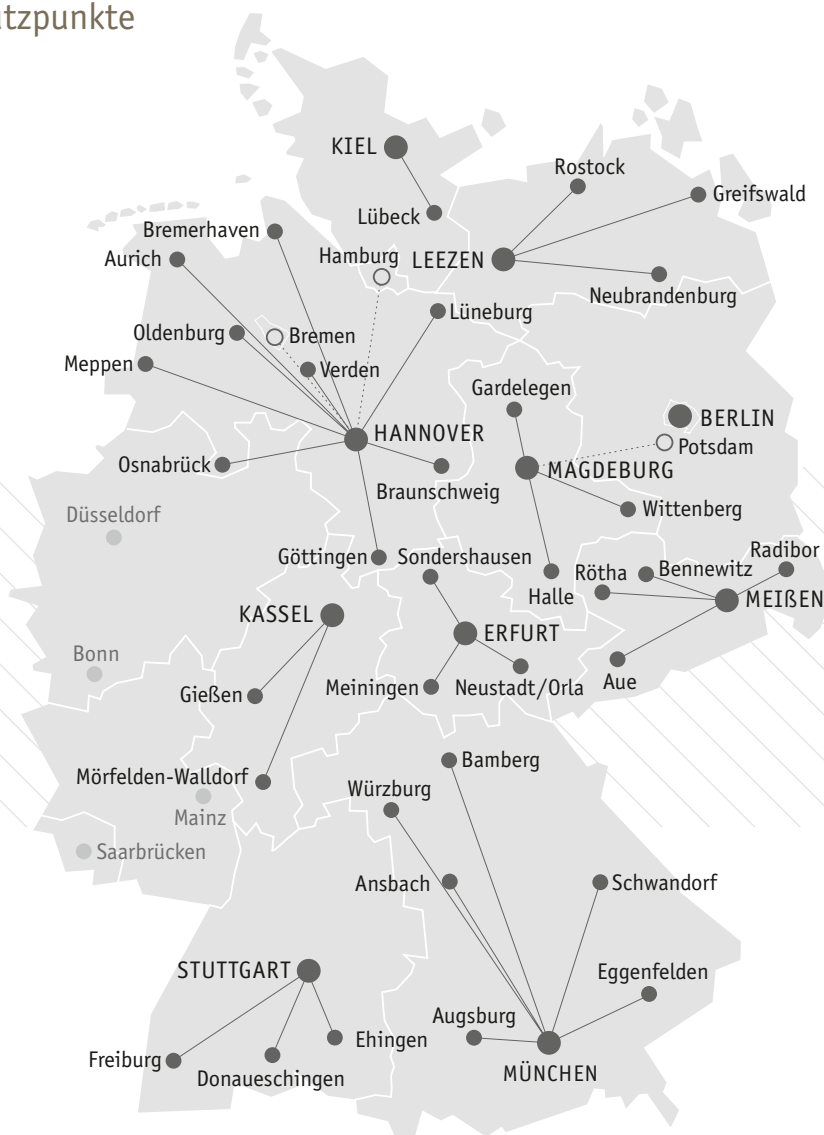 tzpunkte
KIEL
Rostock
Greifswald
Lübeck
Bremerhaven
Hamburg
LEEZEN
Aurich
Neubrandenburg
Lüneburg
Oldenburg
Bremen
Meppen
Verden
Gardelegen
BERLIN
HANNOVER
Potsdam
Osnabrück
MAGDEBURG
Braunschweig
Wittenberg
Düsseldorf
Radibor
Göttingen
Sondershausen
Bennewitz
Rötha
Halle
MEIßEN
KASSEL
ERFURT
Bonn
Gießen
Meiningen
Neustadt/Orla
Aue
Bamberg
Mörfelden-Walldorf
Würzburg
Mainz
Saarbrücken
Ansbach
Schwandorf
STUTTGART
Eggenfelden
Augsburg
Ehingen
Freiburg
Donaueschingen
MÜNCHEN